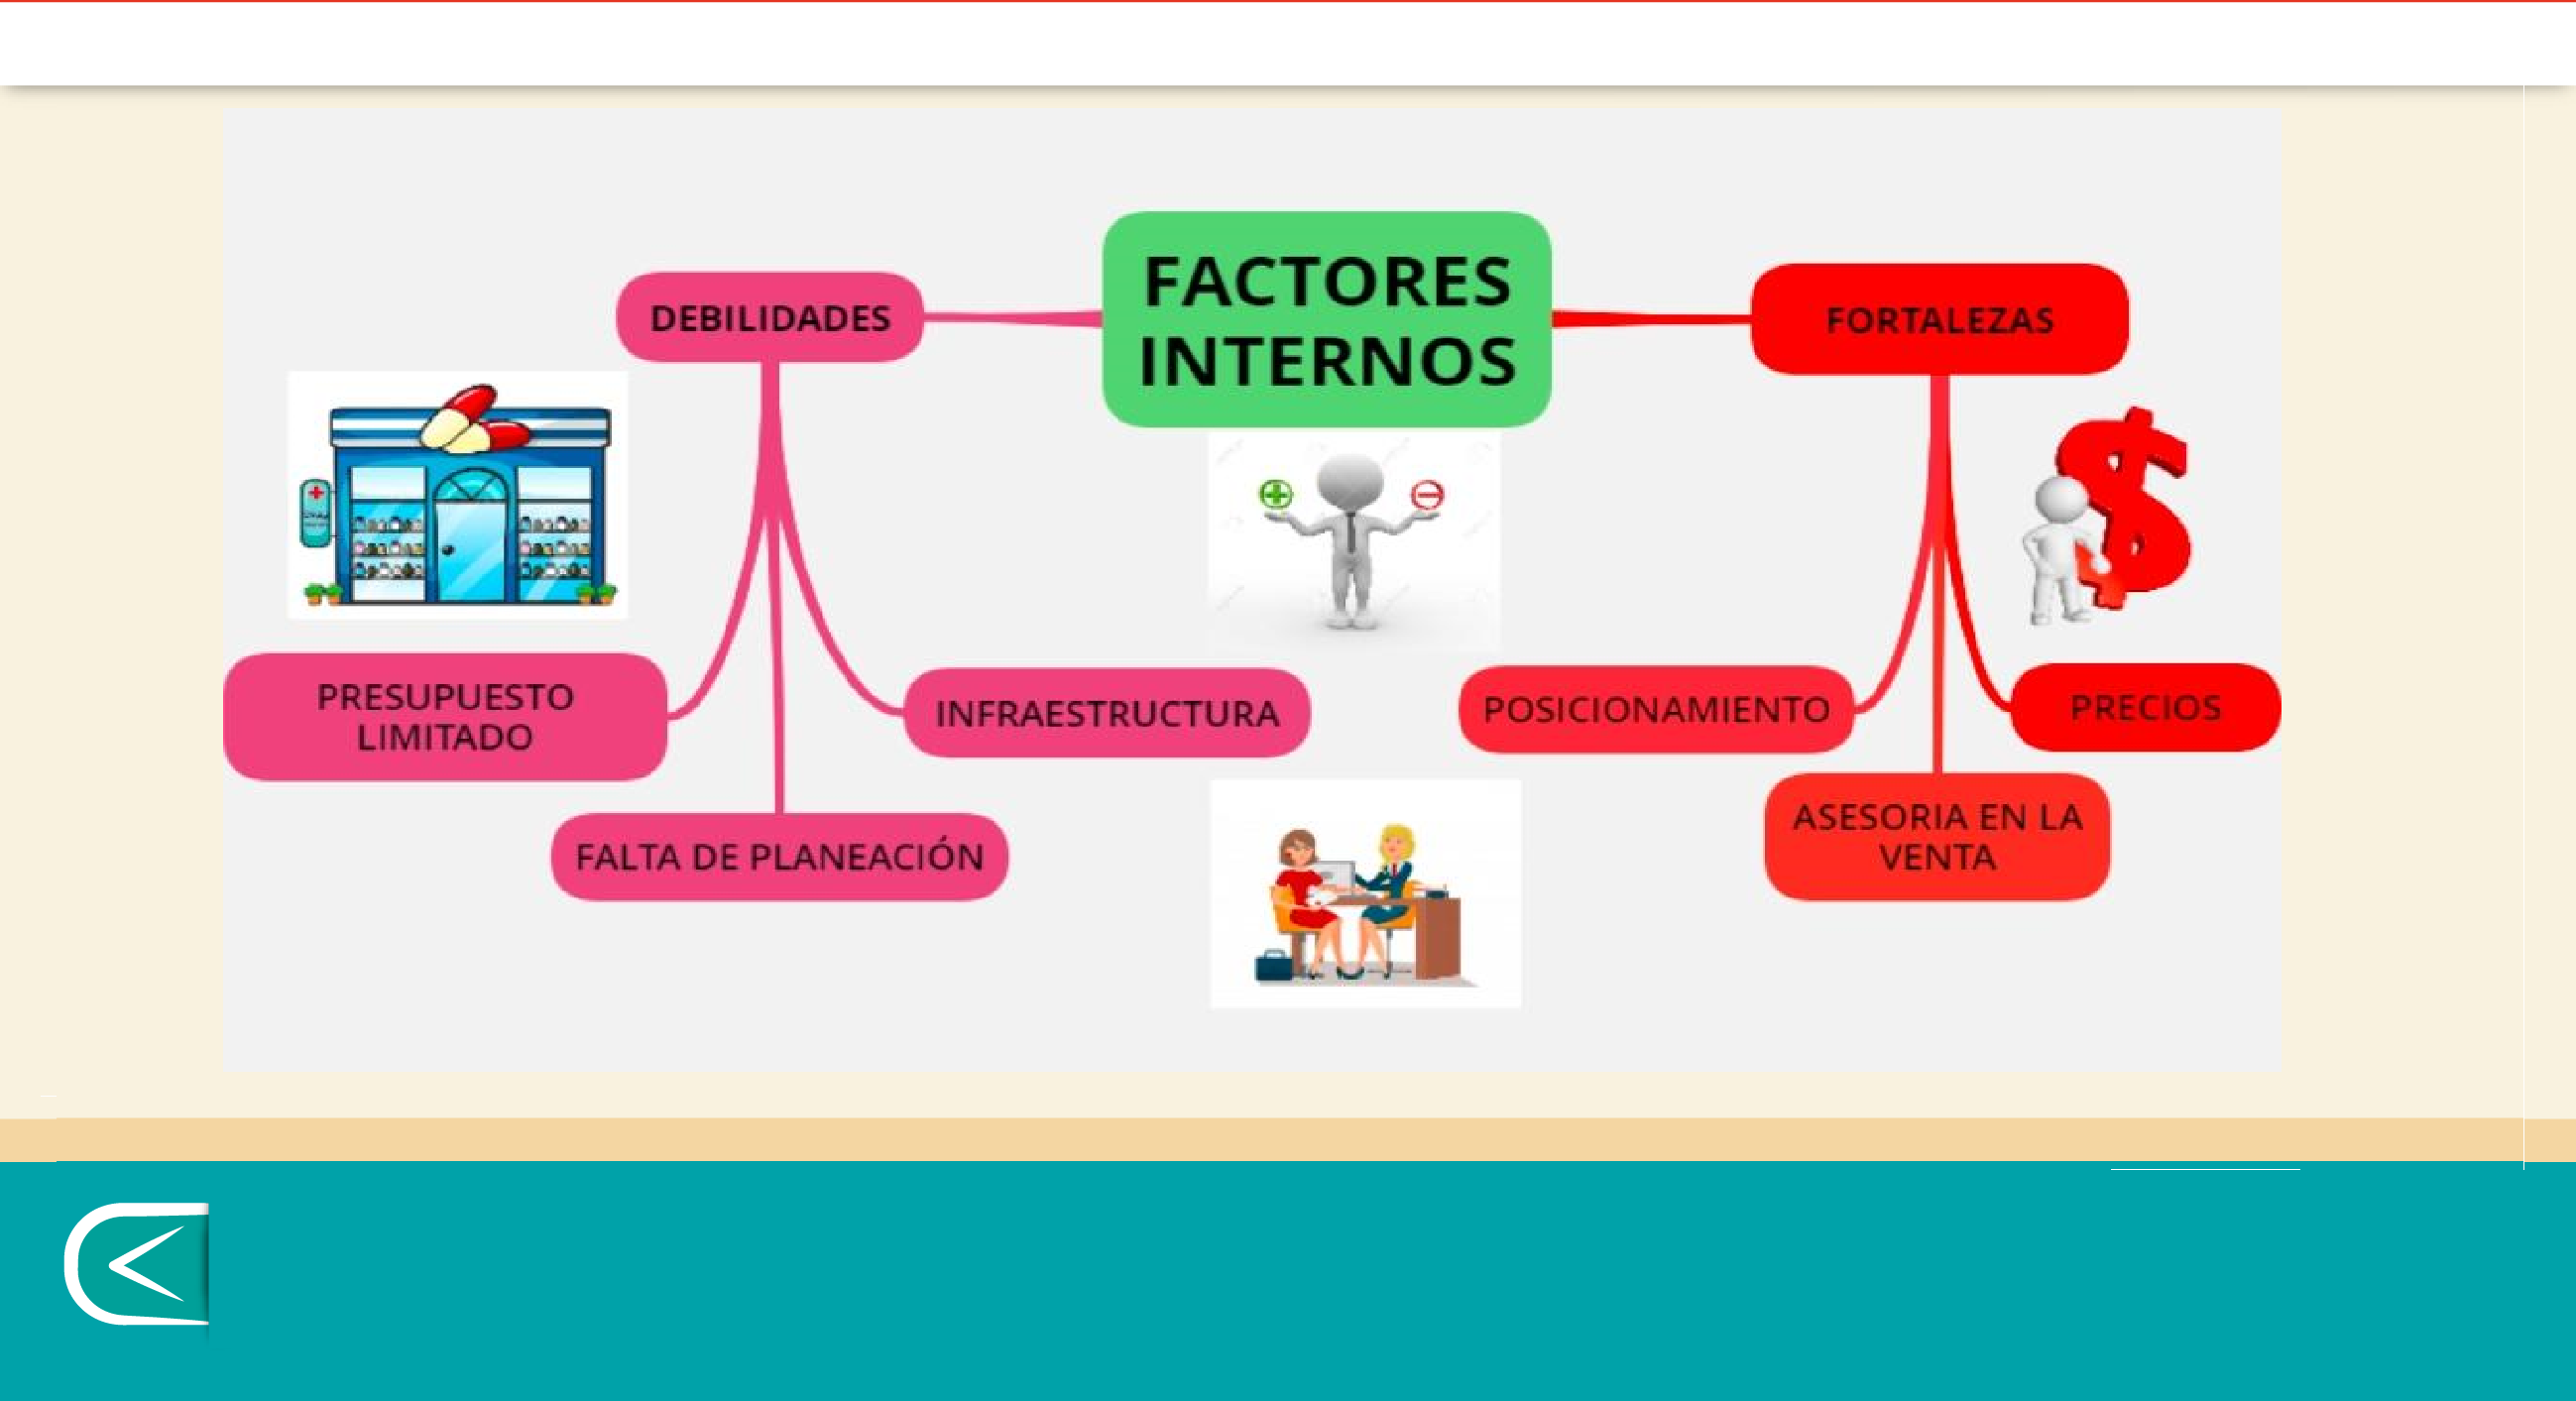 FACTORES
INTERNOS
DEBILIDADES
FORTALEZAS
PRESUPUESTO
LIMITADO
INFRAESTRUCTURA
FALTA DE PLANEACIÓN
POSICIONAMIENTO
PRECIOS
ASESORIA EN LA
VENTA